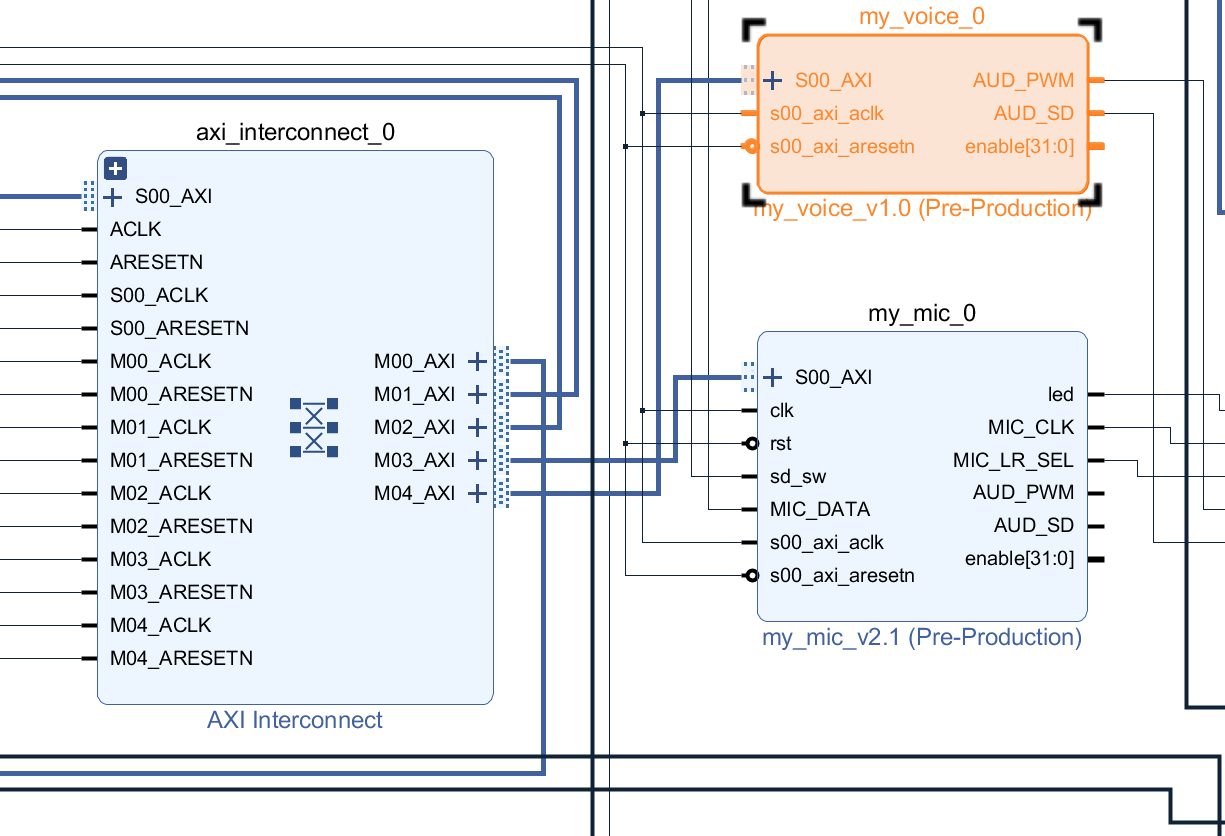 my_voice_0
S00_AXI
s00_axi_aclk
s00_axi_aresetn
AUD_PWM
AUD_SD
enable[31:0]
my_voice_v1.0 (Pre-Production)
axi_interconnect_0
S00_AXI
ACLK
ARESETN
S00_ACLK
S00_ARESETN
M00_ACLK
M00_ARESETN
M01_ACLK
M01_ARESETN
M02_ACLK
M02_ARESETN
M03_ACLK
M03_ARESETN
M04_ACLK
M04_ARESETN
M00_AXI
M01_AXI
M02_AXI
M03_AXI
M04_AXI
AXI Interconnect
my_mic_0
S00_AXI
clk
rst
sd_sw
MIC_DATA
s00_axi_aclk
s00_axi_aresetn
led
MIC_CLK
MIC_LR_SEL
AUD_PWM
AUD_SD
enable[31:0]
my_mic_v2.1 (Pre-Production)